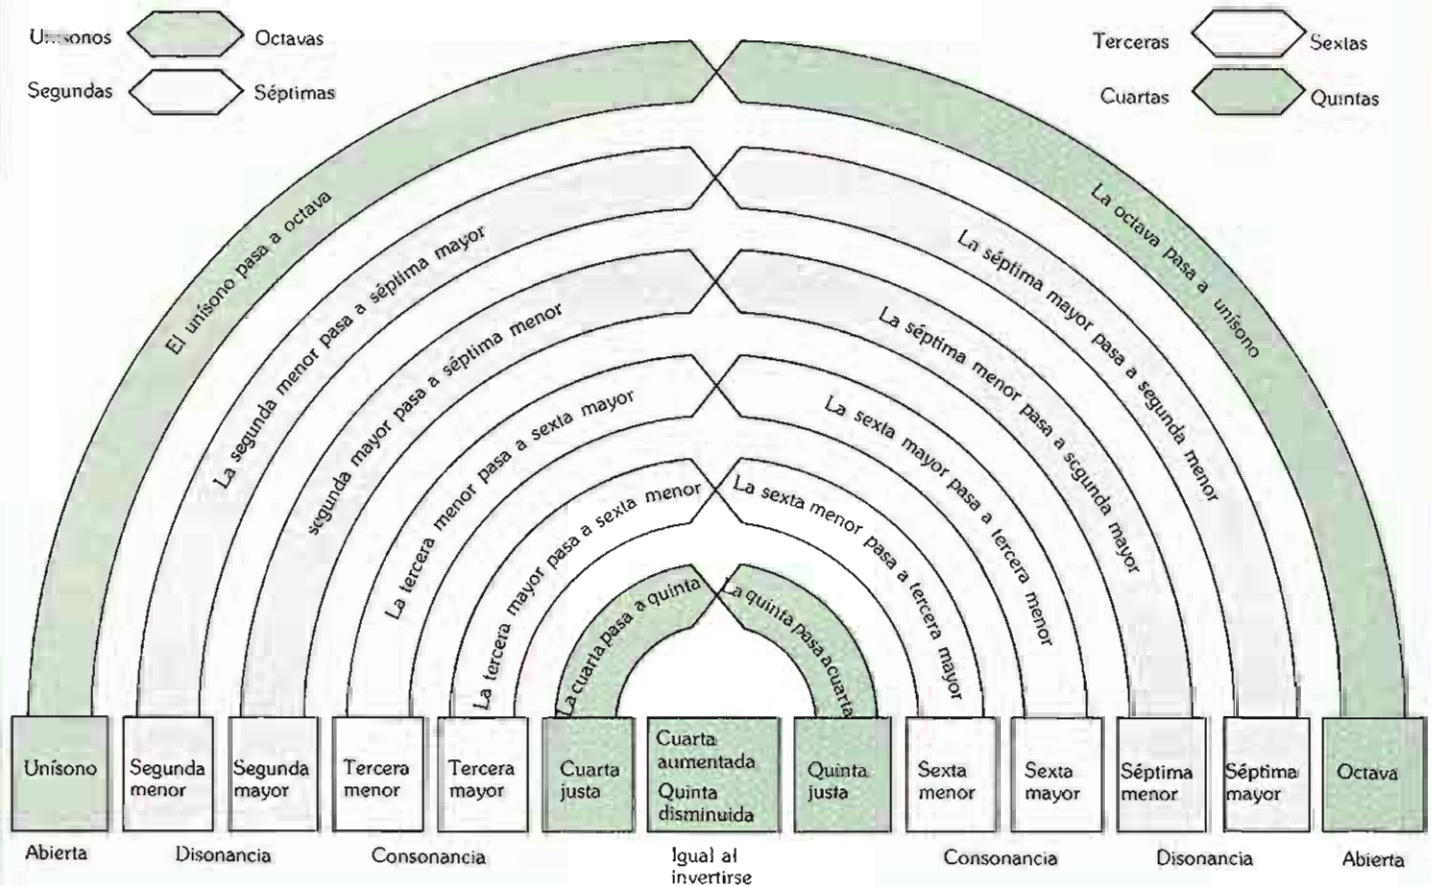 Octavas
Segundas
Séptimas
Terceras
Sextas
Cuartas
Quintas
El unísono pasa a octava
La octava pasa a unísono
La segunda menor pasa a séptima mayor
La séptima mayor pasa a segunda menor
segunda mayor pasa a séptima menor
La séptima menor pasa a segunda mayor
La tercera menor pasa a sexta mayor
La sexta mayor pasa a tercera menor
La tercera mayor pasa a sexta menor
La sexta menor pasa a tercera mayor
La cuarta pasa a quinta
La quinta pasa a cuarta
Unísono
Segunda
menor
Segunda
mayor
Tercera
menor
Tercera
mayor
Cuarta
justa
Cuarta
aumentada
Quinta
disminuida
Quinta
justa
Sexta
menor
Sexta
mayor
Séptima
menor
Séptima
mayor
Octava
Abierta
Disonancia
Consonancia
Igual al
invertirse
Consonancia
Disonancia
Abierta